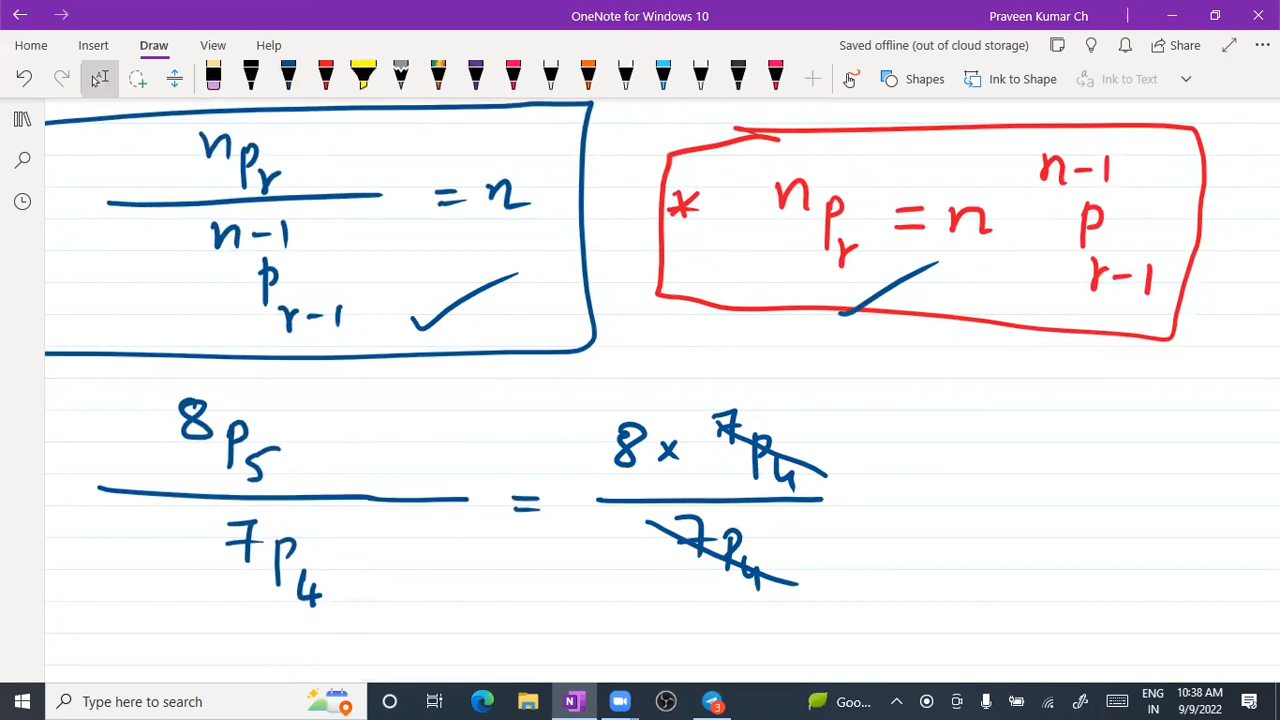 OneNote for Windows 10
Praveen Kumar Ch
Home Insert Draw View Help
Saved offline (out of cloud storage)
Share
Shapes
Ink to Shape
Ink to Text
nPr / n-1Pr-1 = n
* nPr = n n-1Pr-1
8P5 / 7P4 = 8 x 7P4 / 7P4
Type here to search
Goo...
3
ENG
IN
10:38 AM
9/9/2022